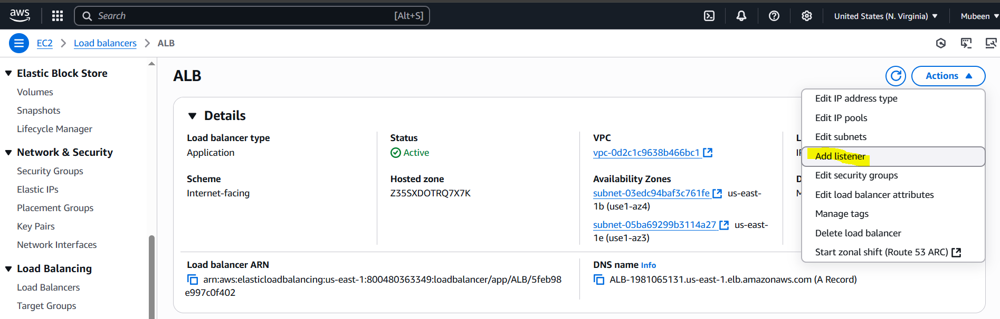 aws
Search [Alt+S]
United States (N. Virginia)
Mubeen
EC2 Load balancers ALB
Elastic Block Store
Volumes
Snapshots
Lifecycle Manager
Network & Security
Security Groups
Elastic IPs
Placement Groups
Key Pairs
Network Interfaces
Load Balancing
Load Balancers
Target Groups
ALB
Actions
Edit IP address type
Edit IP pools
Edit subnets
Add listener
Edit security groups
Edit load balancer attributes
Manage tags
Delete load balancer
Start zonal shift (Route 53 ARC)
Details
Load balancer type
Application
Status
Active
VPC
vpc-0d2c1c9638b466bc1
Scheme
Internet-facing
Hosted zone
Z35SXDOTRQ7X7K
Availability Zones
subnet-03edc94baf3c761fe us-east-
1b (use1-az4)
subnet-05ba69299b3114a27 us-east-
1e (use1-az3)
Load balancer ARN
arn:aws:elasticloadbalancing:us-east-1:800480363349:loadbalancer/app/ALB/5feb98
e997c0f402
DNS name Info
ALB-1981065131.us-east-1.elb.amazonaws.com (A Record)